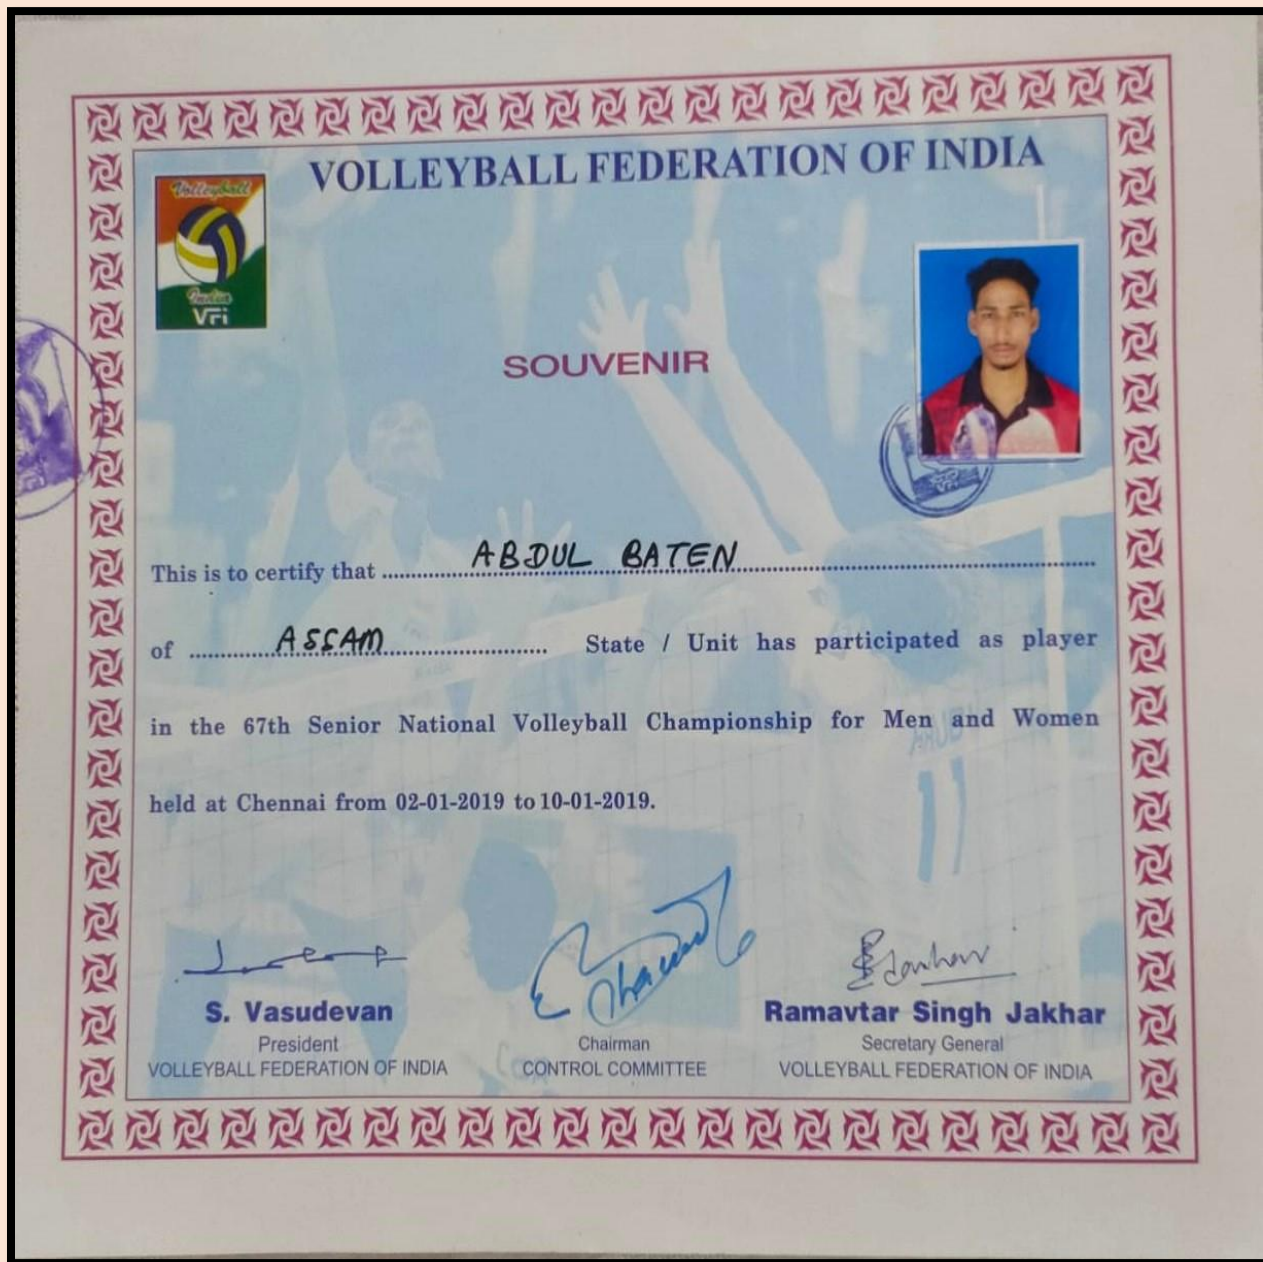 VOLLEYBALL FEDERATION OF INDIA
Volleyball
India
VFi
SOUVENIR
This is to certify that ABDUL BATEN
of ASSAM State / Unit has participated as player
in the 67th Senior National Volleyball Championship for Men and Women
held at Chennai from 02-01-2019 to 10-01-2019.
S. Vasudevan
President
VOLLEYBALL FEDERATION OF INDIA
Chairman
CONTROL COMMITTEE
Ramavtar Singh Jakhar
Secretary General
VOLLEYBALL FEDERATION OF INDIA
11